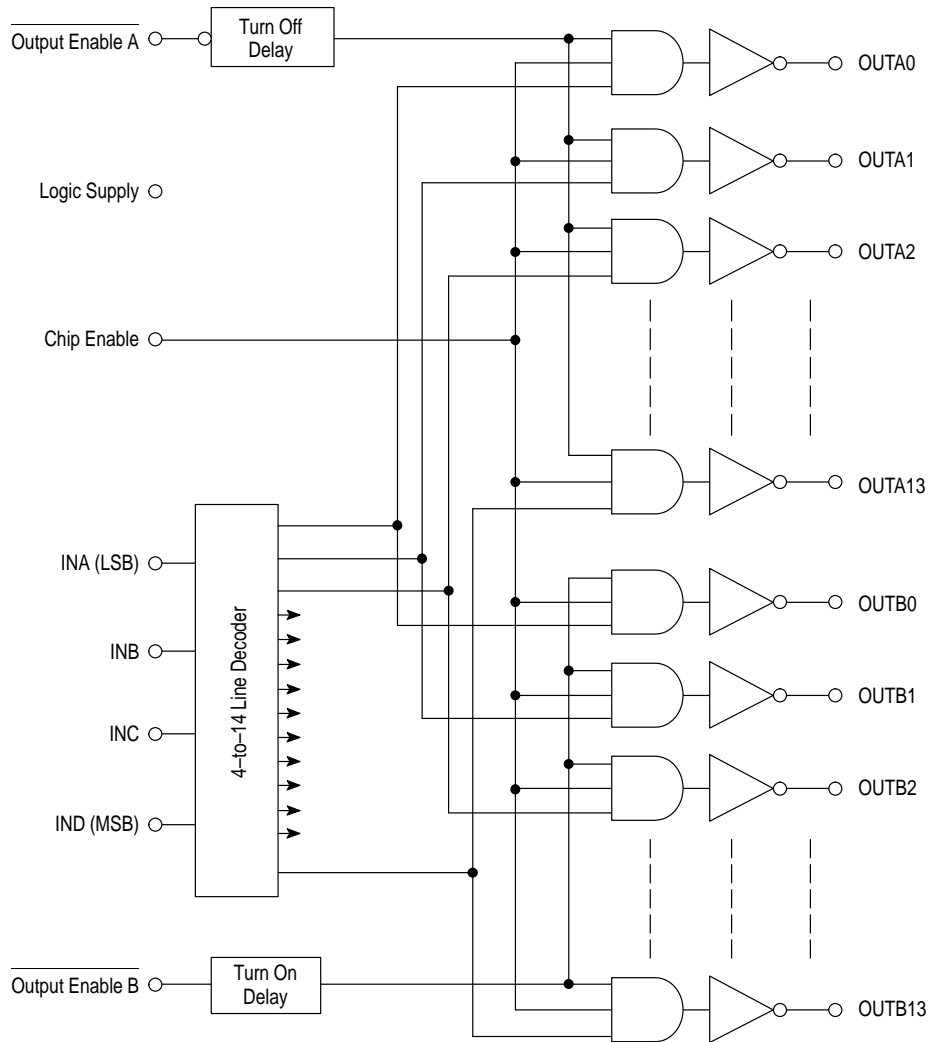 Output Enable A
Turn Off
Delay
OUTA0
OUTA1
Logic Supply
OUTA2
Chip Enable
OUTA13
INA (LSB)
OUTB0
INB
OUTB1
4–to–14 Line Decoder
INC
OUTB2
IND (MSB)
Output Enable B
Turn On
Delay
OUTB13